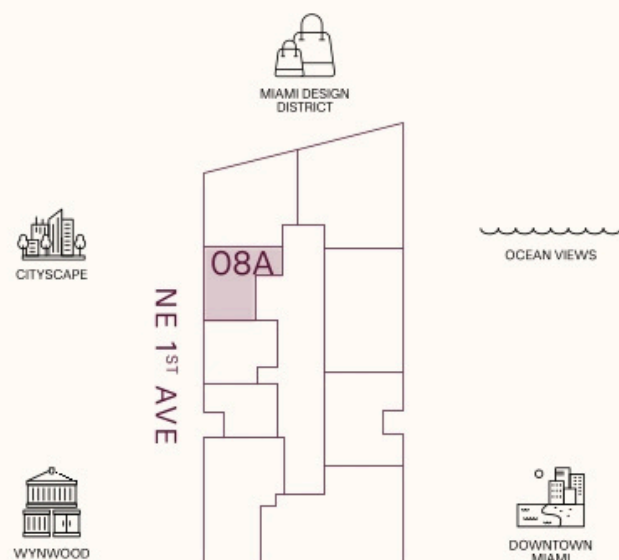 MIAMI DESIGN
DISTRICT
CITYSCAPE
08A
OCEAN VIEWS
NE 1ST AVE
WYNWOOD
DOWNTOWN
MIAMI